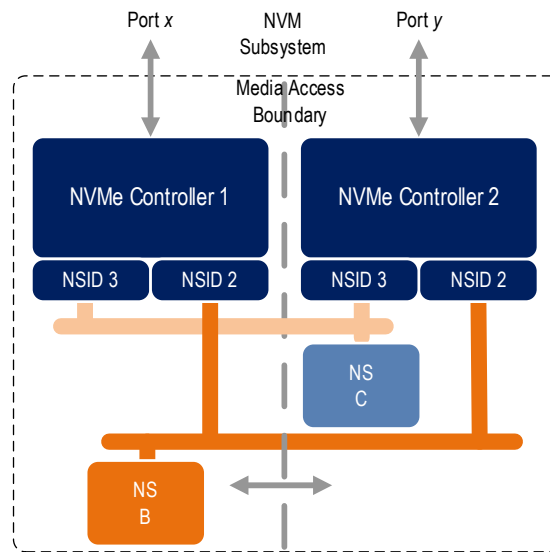 Port x
NVM
Subsystem
Port y
Media Access
Boundary
NVMe Controller 1
NVMe Controller 2
NSID 3
NSID 2
NSID 3
NSID 2
NS
C
NS
B